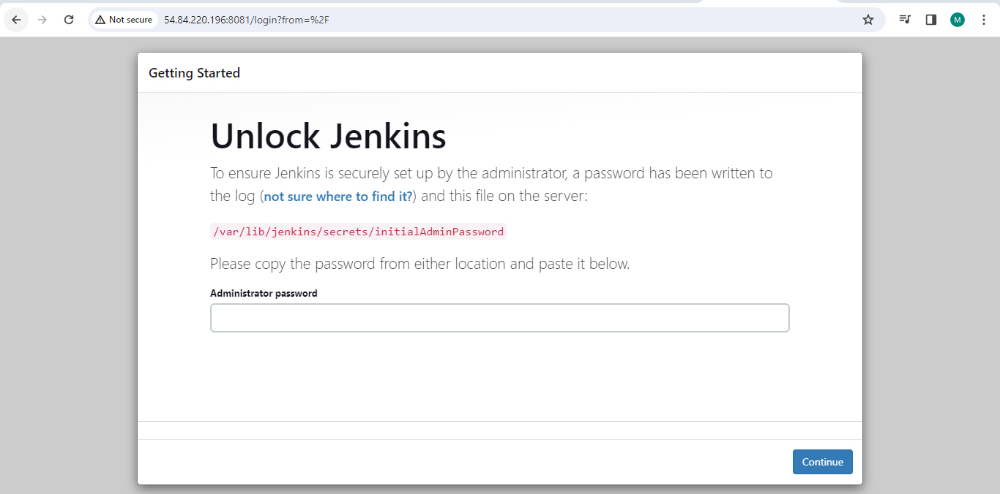 Not secure 54.84.220.196:8081/login?from=%2F
M
Getting Started
Unlock Jenkins
To ensure Jenkins is securely set up by the administrator, a password has been written to
the log (not sure where to find it?) and this file on the server:
/var/lib/jenkins/secrets/initialAdminPassword
Please copy the password from either location and paste it below.
Administrator password
Continue